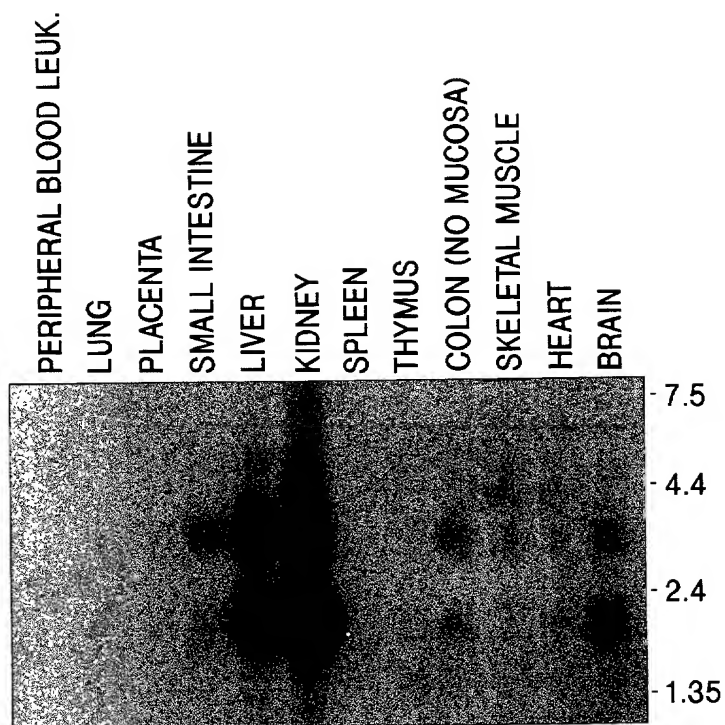 PERIPHERAL BLOOD LEUK.
LUNG
PLACENTA
SMALL INTESTINE
LIVER
KIDNEY
SPLEEN
THYMUS
COLON (NO MUCOSA)
SKELETAL MUSCLE
HEART
BRAIN
- 7.5
- 4.4
- 2.4
- 1.35